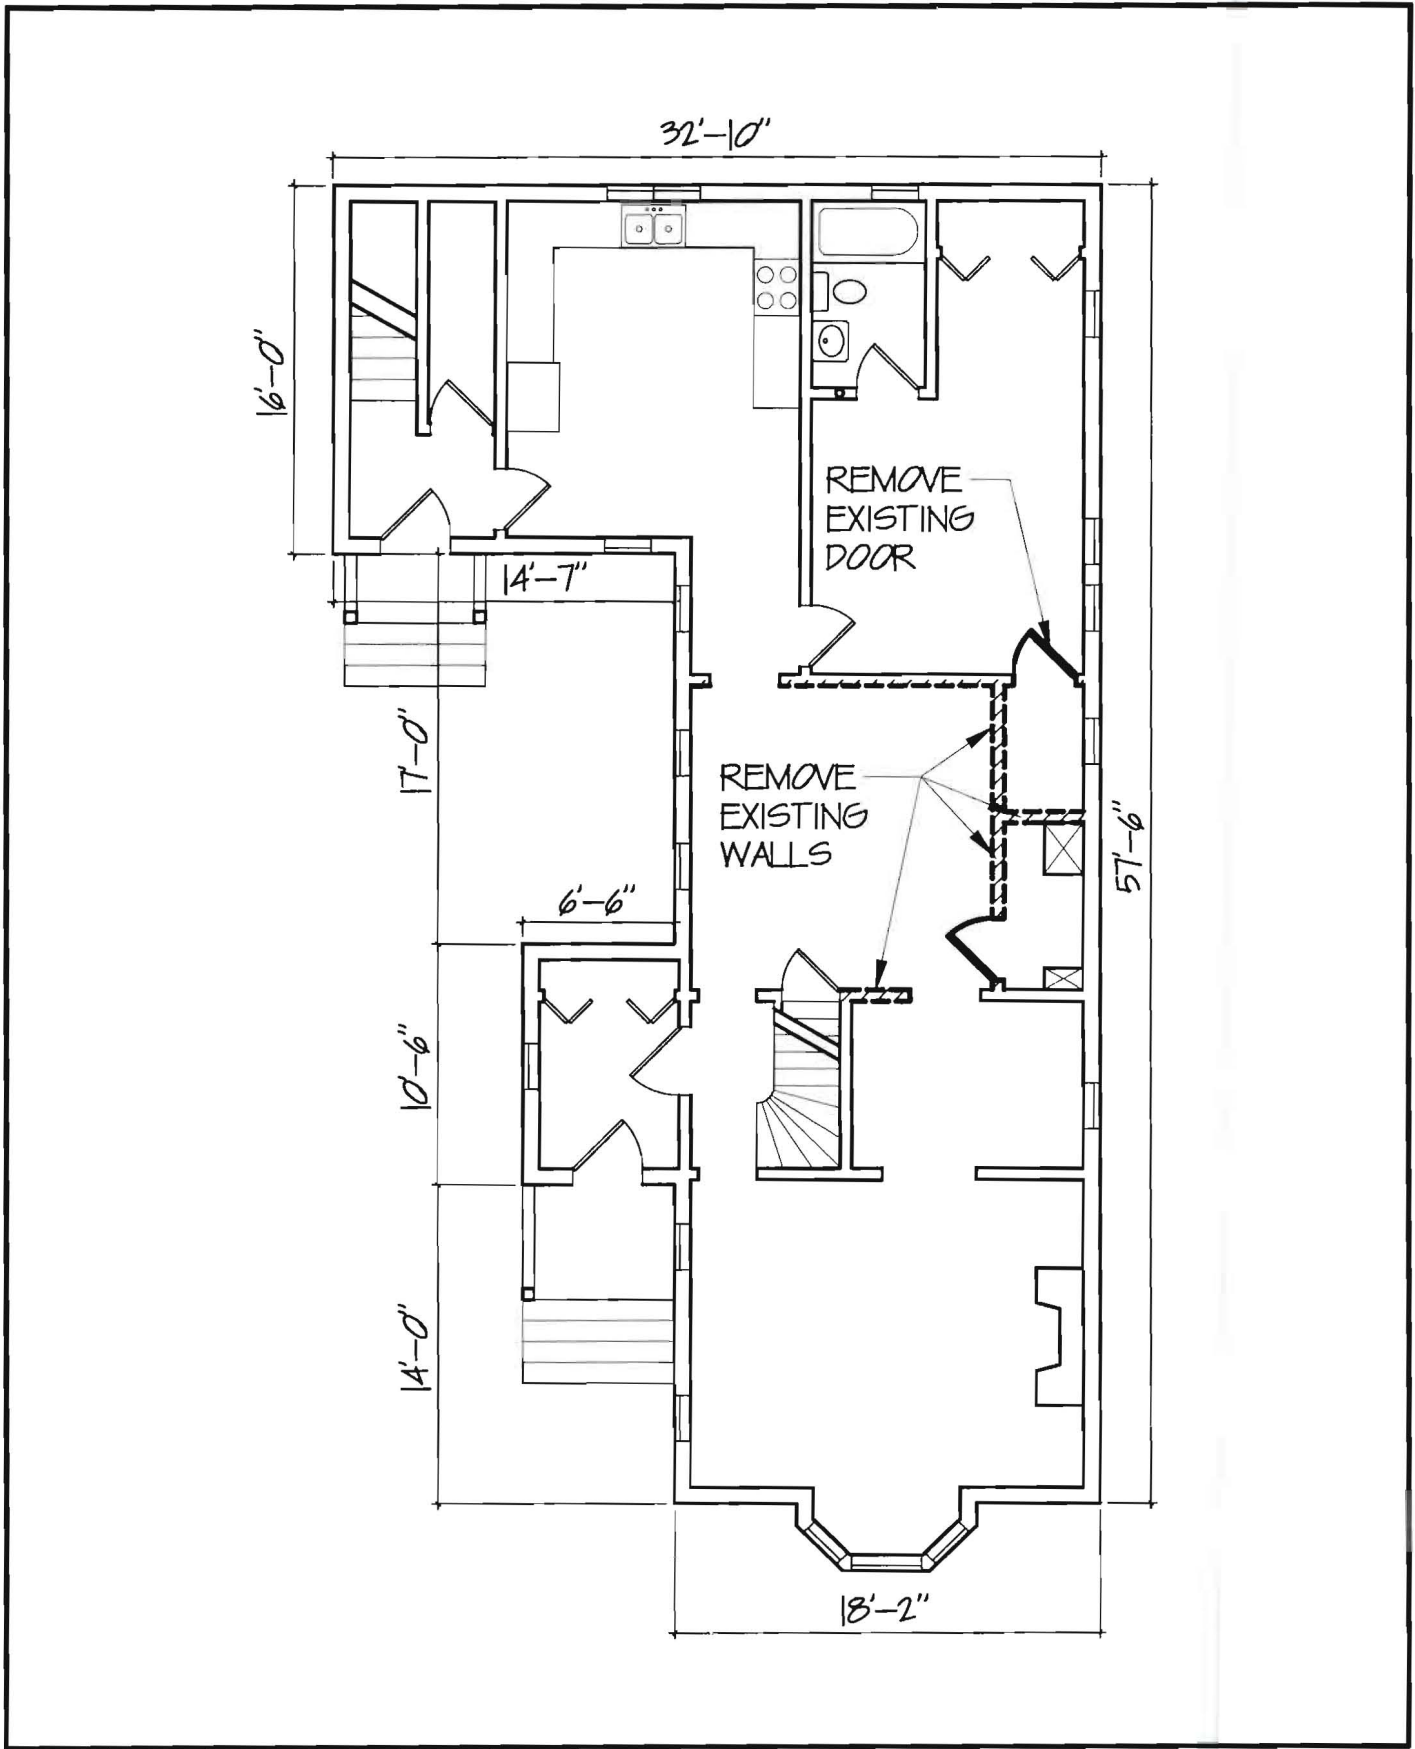 32'-10"
16'-0"
REMOVE
EXISTING
DOOR
14'-7"
17'-0"
REMOVE
EXISTING
WALLS
57'-6"
6'-6"
10'-6"
14'-0"
18'-2"